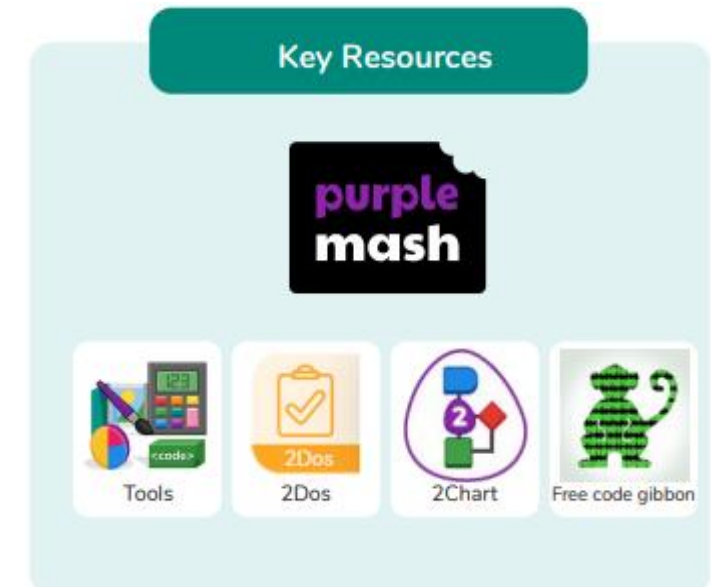 Key Resources
purple
mash
123
<code>
2Dos
2
Tools
2Dos
2Chart
Free code gibbon